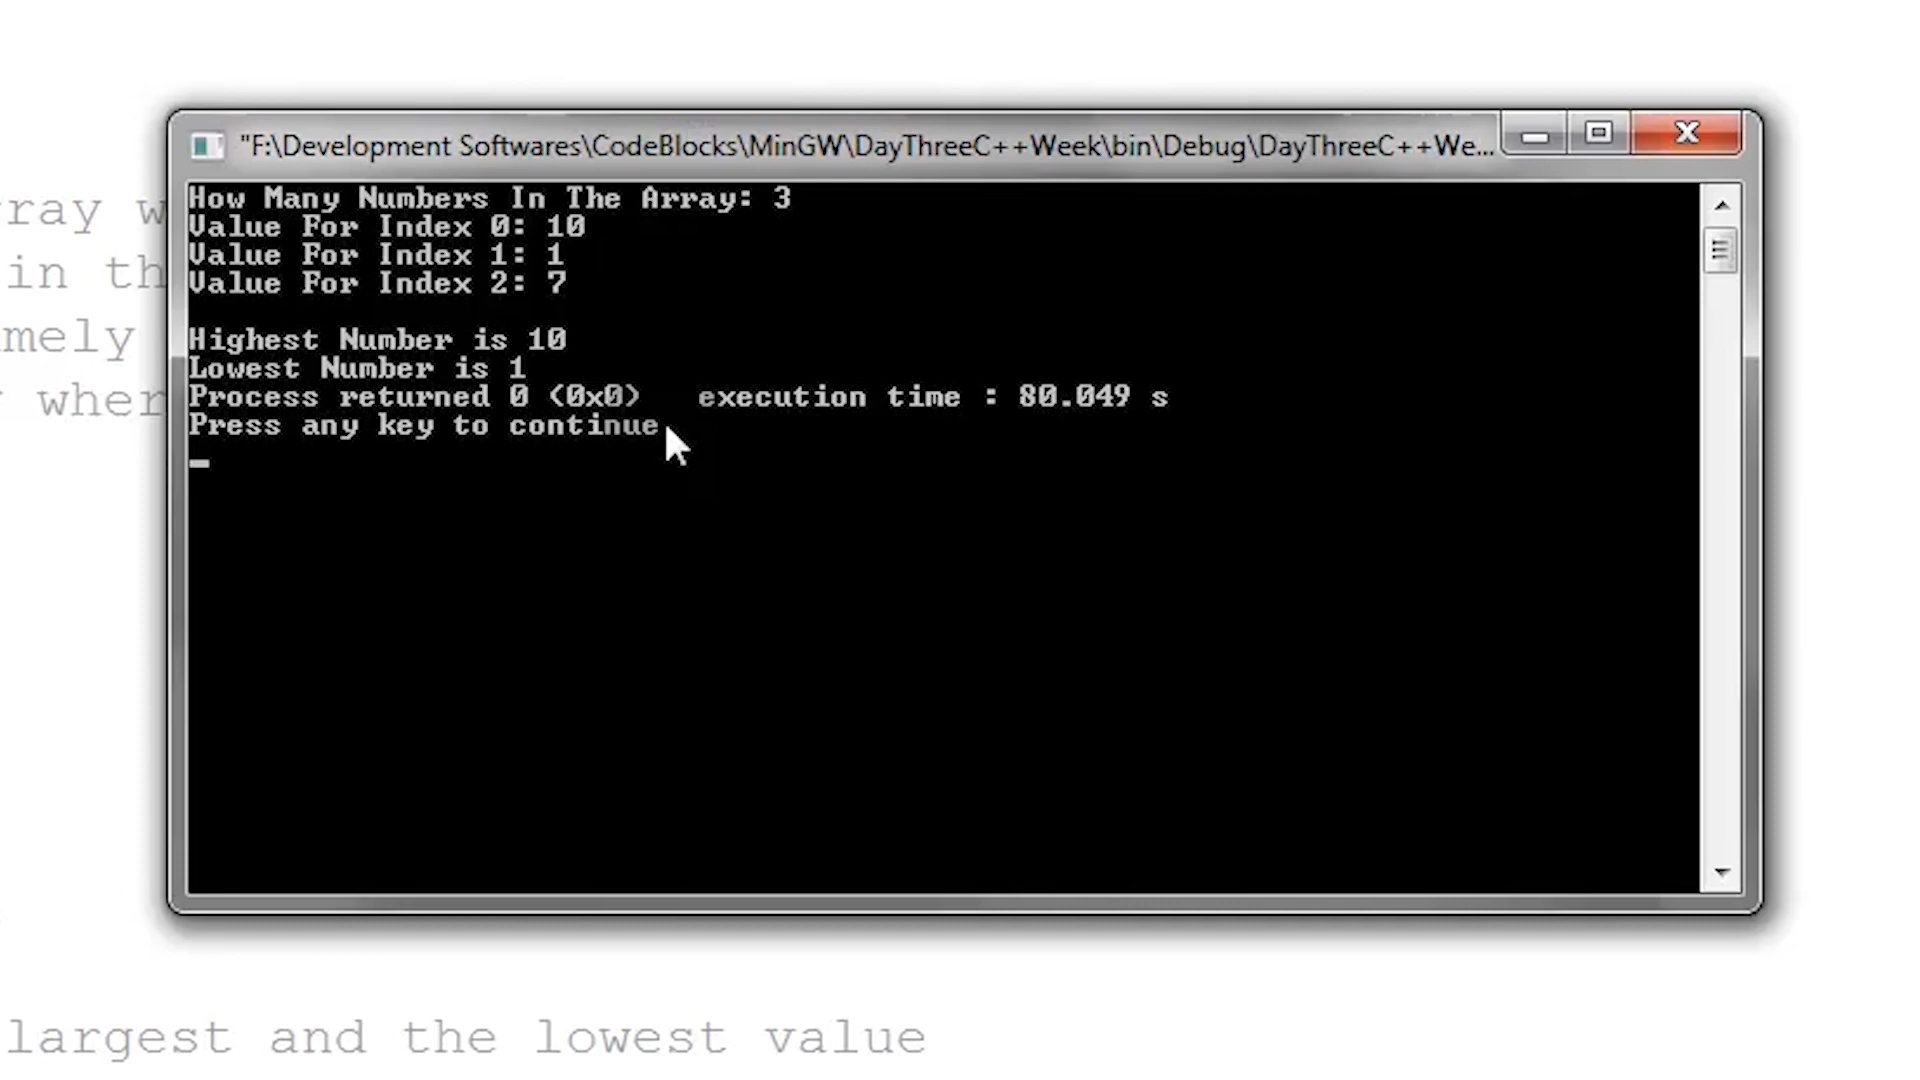 "F:\Development Softwares\CodeBlocks\MinGW\DayThreeC++Week\bin\Debug\DayThreeC++We...
How Many Numbers In The Array: 3
Value For Index 0: 10
Value For Index 1: 1
Value For Index 2: 7
Highest Number is 10
Lowest Number is 1
Process returned 0 (0x0)   execution time : 80.049 s
Press any key to continue
rray w
in th
mely
wher
largest and the lowest value